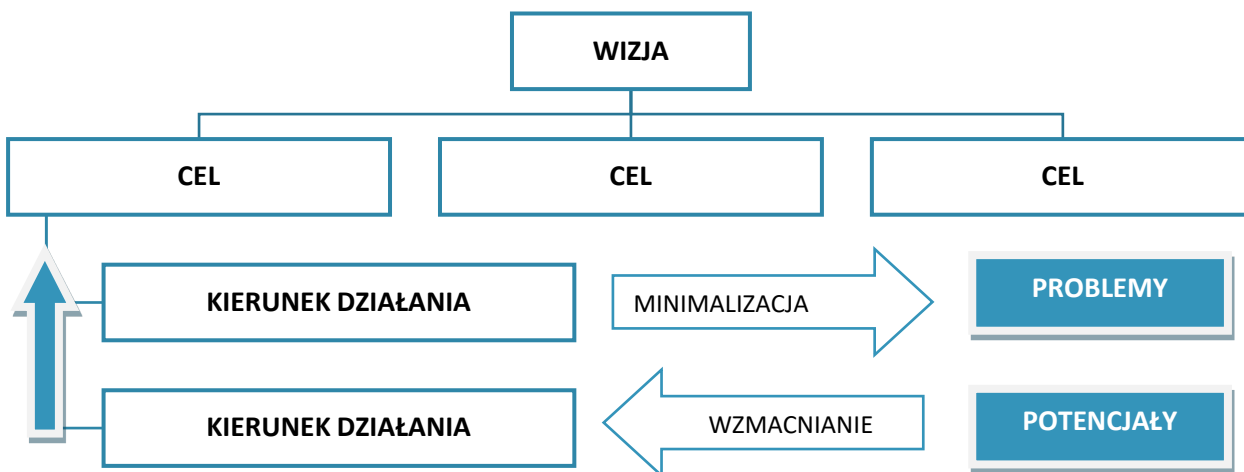 WIZJA
CEL
CEL
CEL
KIERUNEK DZIAŁANIA
MINIMALIZACJA
PROBLEMY
KIERUNEK DZIAŁANIA
WZMACNIANIE
POTENCJAŁY